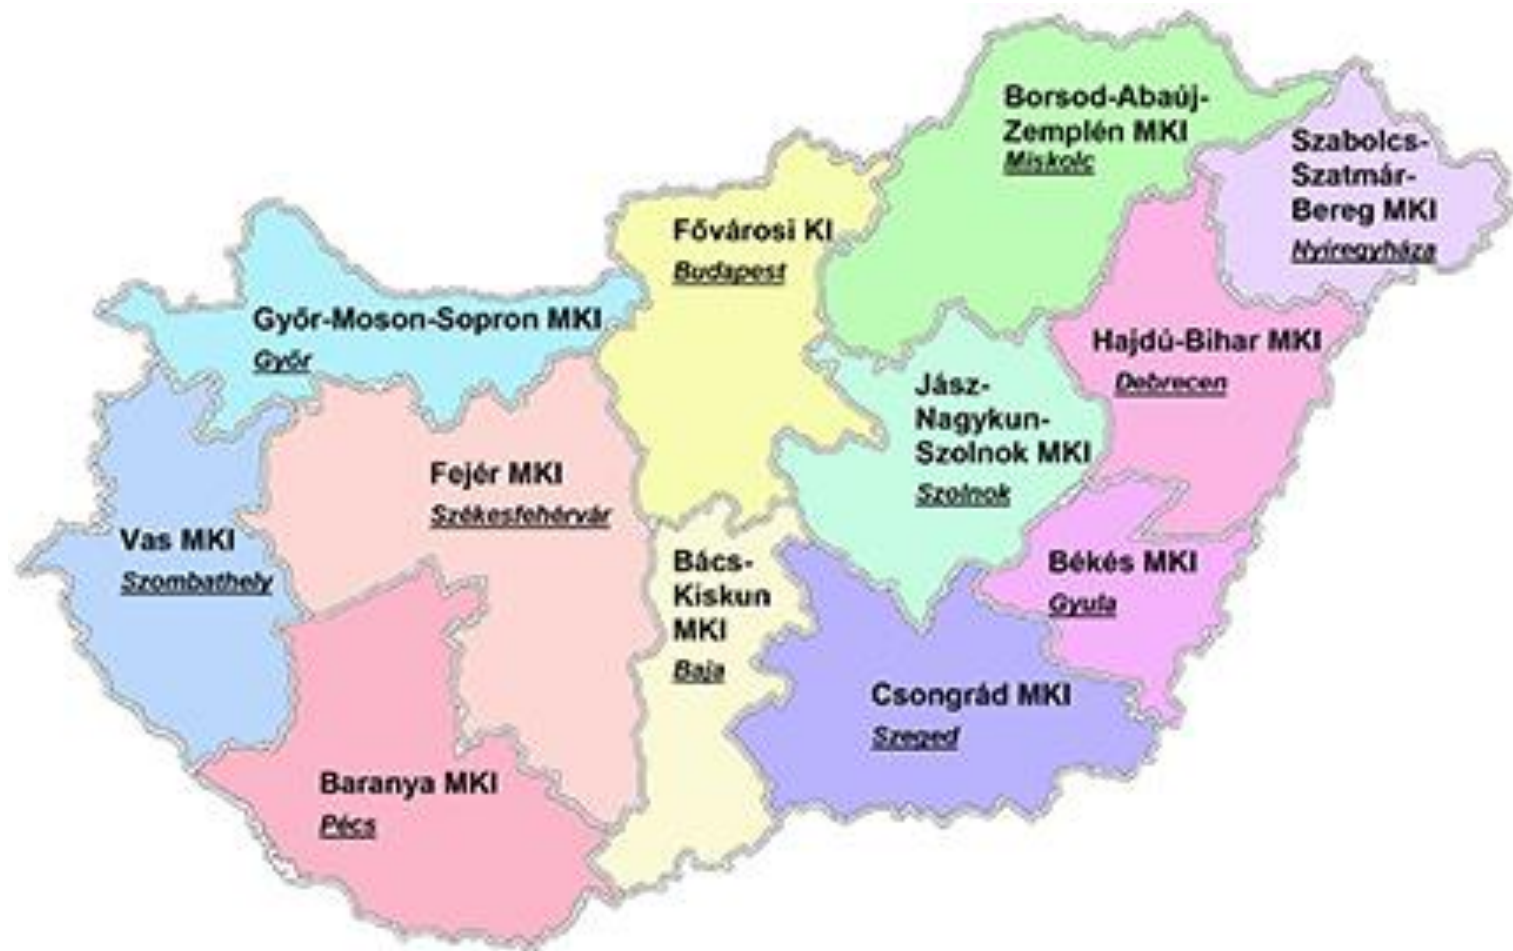 Borsod-Abaúj-
Zemplén MKI
Miskolc
Szabolcs-
Szatmár-
Bereg MKI
Nyíregyháza
Fővárosi KI
Budapest
Győr-Moson-Sopron MKI
Győr
Hajdú-Bihar MKI
Debrecen
Jász-
Nagykun-
Szolnok MKI
Szolnok
Fejér MKI
Székesfehérvár
Vas MKI
Szombathely
Bács-
Kiskun
MKI
Baja
Békés MKI
Gyula
Csongrád MKI
Szeged
Baranya MKI
Pécs